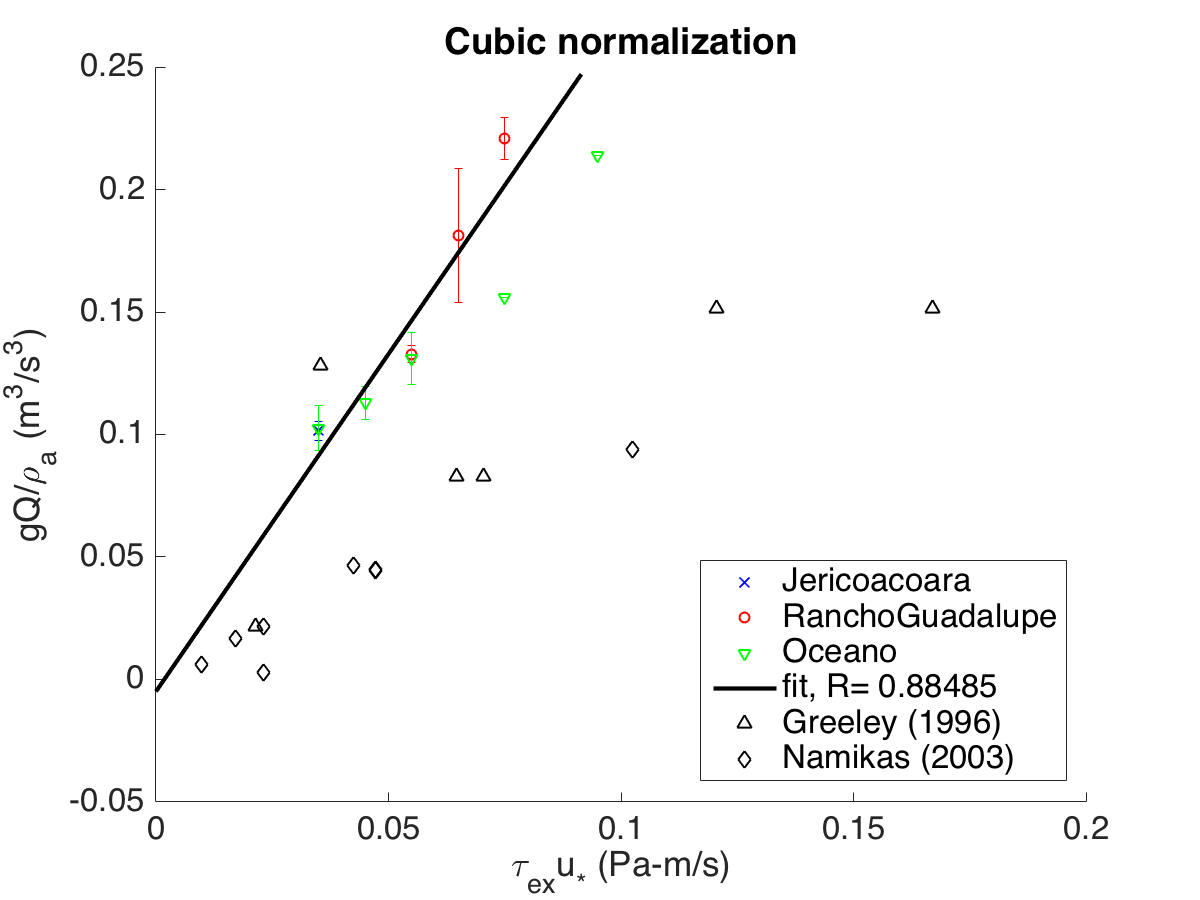 Cubic normalization
gQ/ρₐ (m³/s³)
0.25
0.2
0.15
0.1
0.05
0
-0.05
0
0.05
0.1
0.15
0.2
τₑₓu* (Pa-m/s)
Jericoacoara
RanchoGuadalupe
Oceano
fit, R= 0.88485
Greeley (1996)
Namikas (2003)